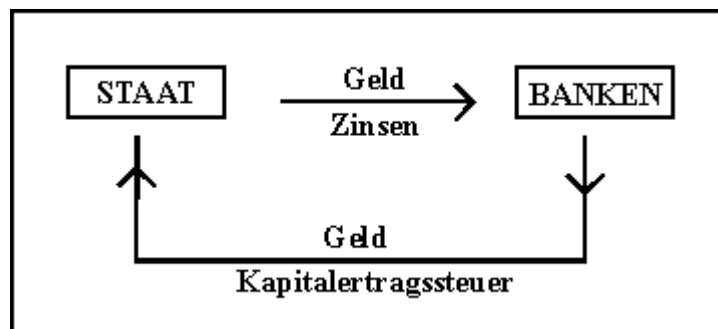 STAAT
Geld
Zinsen
BANKEN
Geld
Kapitalertragssteuer